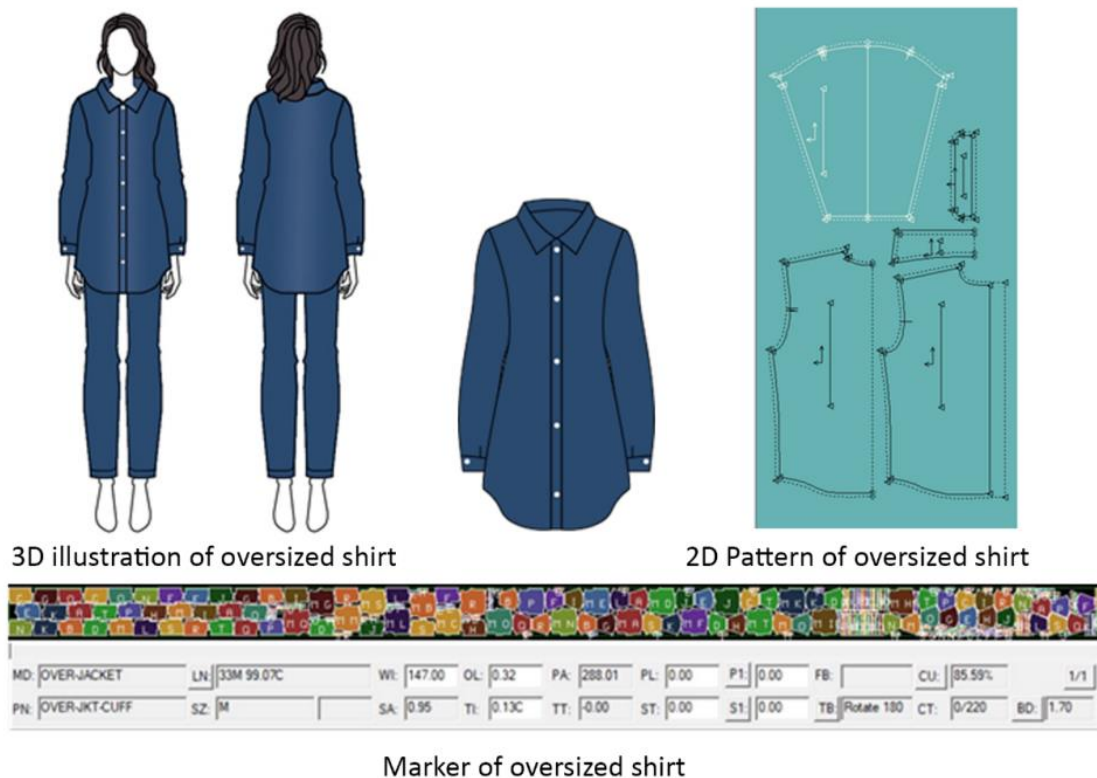 3D illustration of oversized shirt
2D Pattern of oversized shirt
MD: OVER-JACKET LN: 33M 99.07C WI: 147.00 OL: 0.32 PA: 288.01 PL: 0.00 P1: 0.00 FB: CU: 85.59% 1/1
PN: OVER-JKT-CUFF SZ: M SA: 0.95 TI: 0.13C TT: -0.00 ST: 0.00 S1: 0.00 TB: Rotate 180 CT: 0/220 BD: 1.70
Marker of oversized shirt